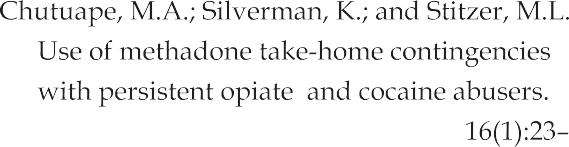 Chutuape, M.A.; Silverman, K.; and Stitzer, M.L.
Use of methadone take-home contingencies
with persistent opiate and cocaine abusers.
16(1):23–